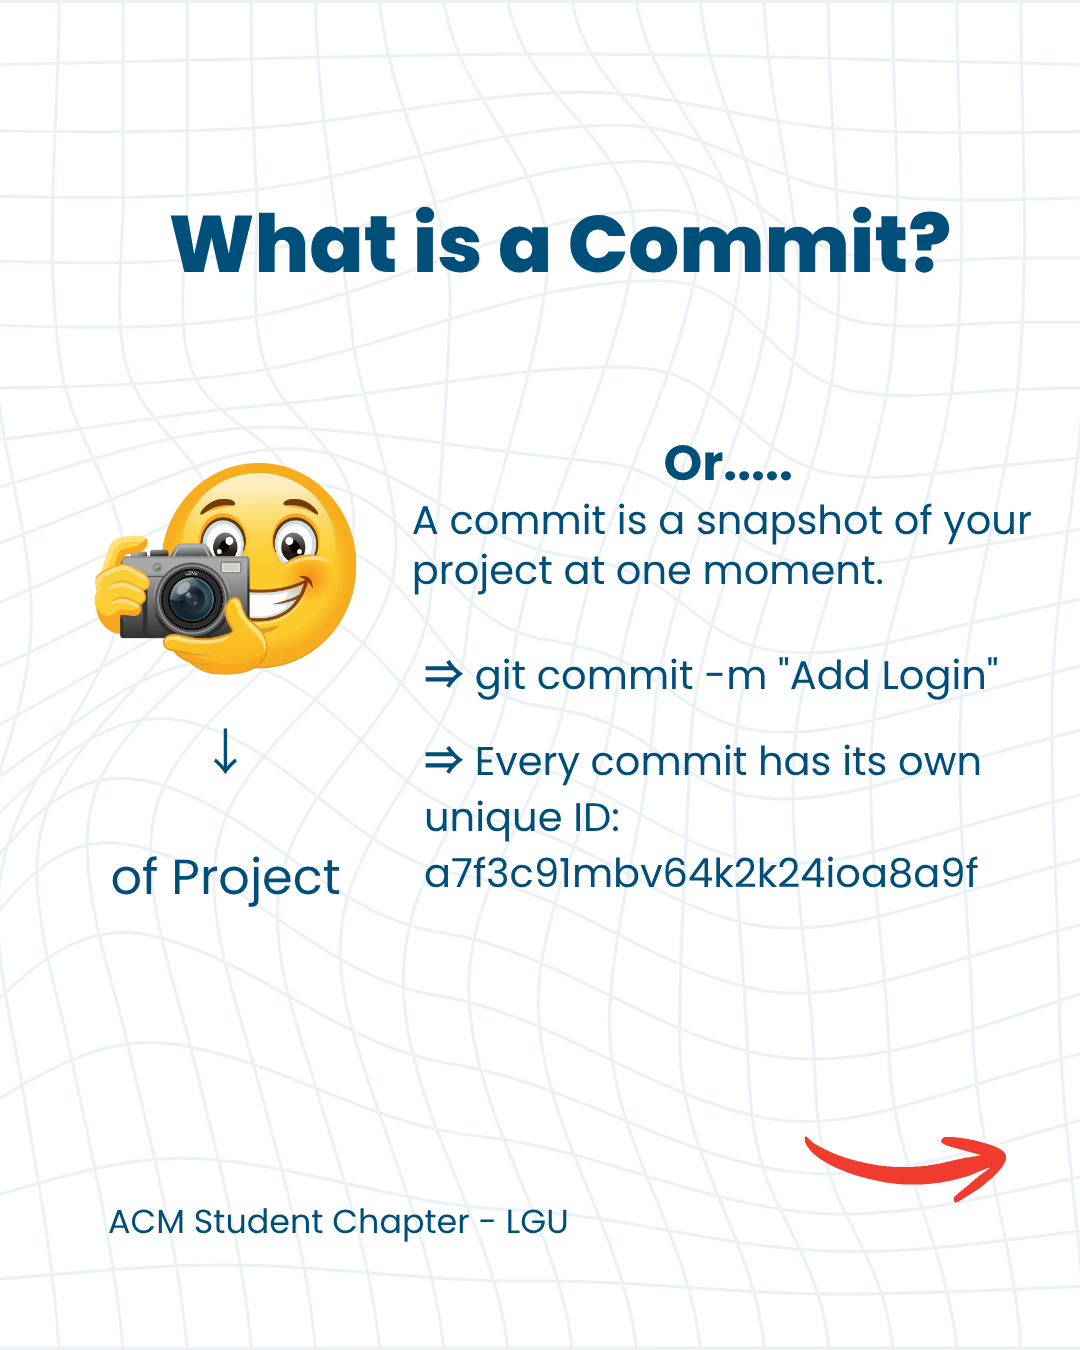 What is a Commit?
Or.....
A commit is a snapshot of your
project at one moment.
⇒ git commit -m "Add Login"
⇒ Every commit has its own
unique ID:
a7f3c91mbv64k2k24ioa8a9f
↓
of Project
ACM Student Chapter - LGU